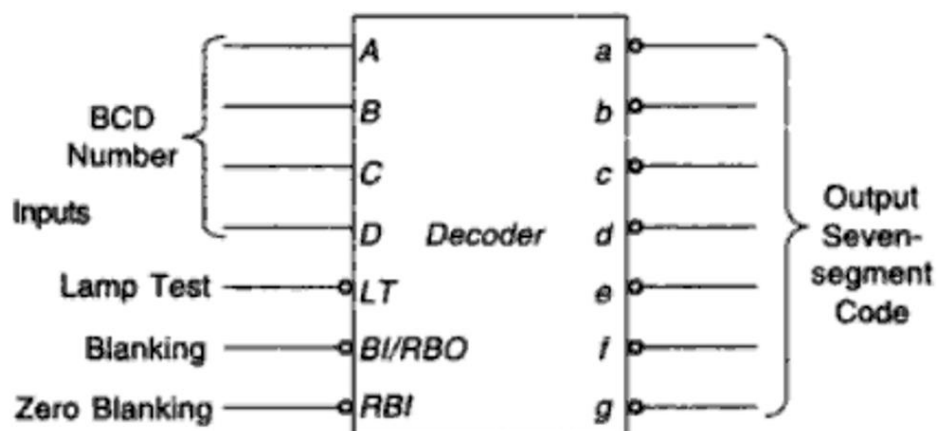 A
a
BCD
Number
B
b
C
c
Inputs
D
Decoder
d
Output
Seven-
segment
Code
Lamp Test
LT
e
Blanking
BI/RBO
f
Zero Blanking
RBI
g